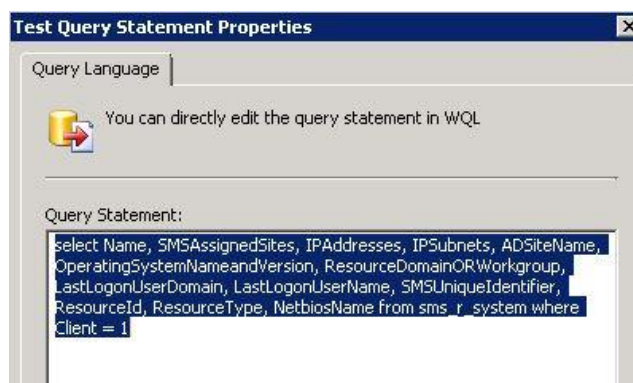 Test Query Statement Properties
Query Language
You can directly edit the query statement in WQL
Query Statement:
select Name, SMSAssignedSites, IPAddresses, IPSubnets, ADSiteName,
OperatingSystemNameandVersion, ResourceDomainORWorkgroup,
LastLogonUserDomain, LastLogonUserName, SMSUniqueIdentifier,
ResourceId, ResourceType, NetbiosName from sms_r_system where
Client = 1